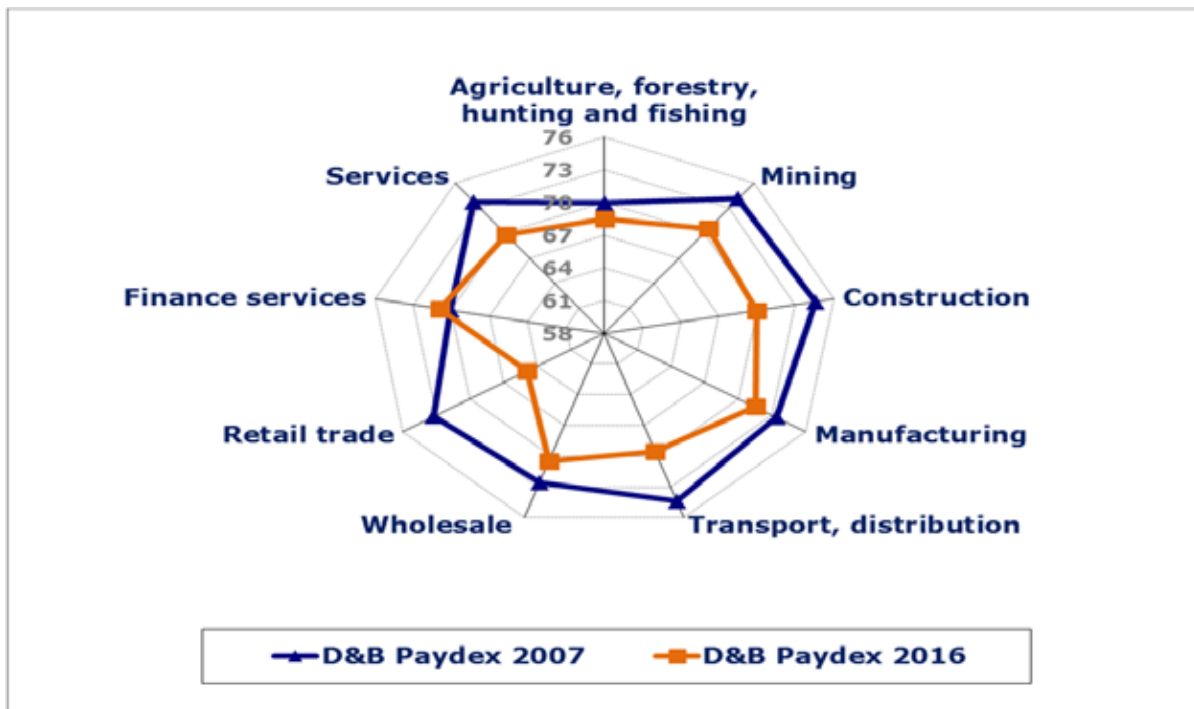 Agriculture, forestry,
hunting and fishing
76
73
70
67
64
61
58
Services
Mining
Finance services
Construction
Retail trade
Manufacturing
Wholesale
Transport, distribution
D&B Paydex 2007
D&B Paydex 2016